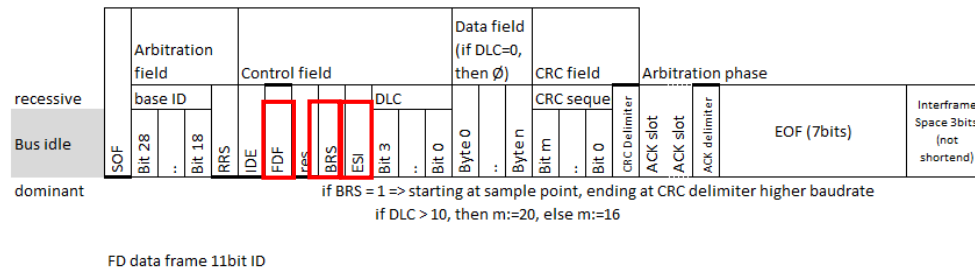 Data field
(if DLC=0,
then Ø)
Arbitration
field
Control field
CRC field
Arbitration phase
recessive
base ID
DLC
CRC seque
Bus idle
SOF
Bit 28
..
Bit 18
RRS
IDE
FDF
res
BRS
ESI
Bit 3
..
Bit 0
Byte 0
..
Byte n
Bit m
..
Bit 0
CRC Delimiter
ACK slot
ACK slot
ACK delimiter
EOF (7bits)
Interframe
Space 3bits
(not
shortend)
dominant
if BRS = 1 => starting at sample point, ending at CRC delimiter higher baudrate
if DLC > 10, then m:=20, else m:=16
FD data frame 11bit ID